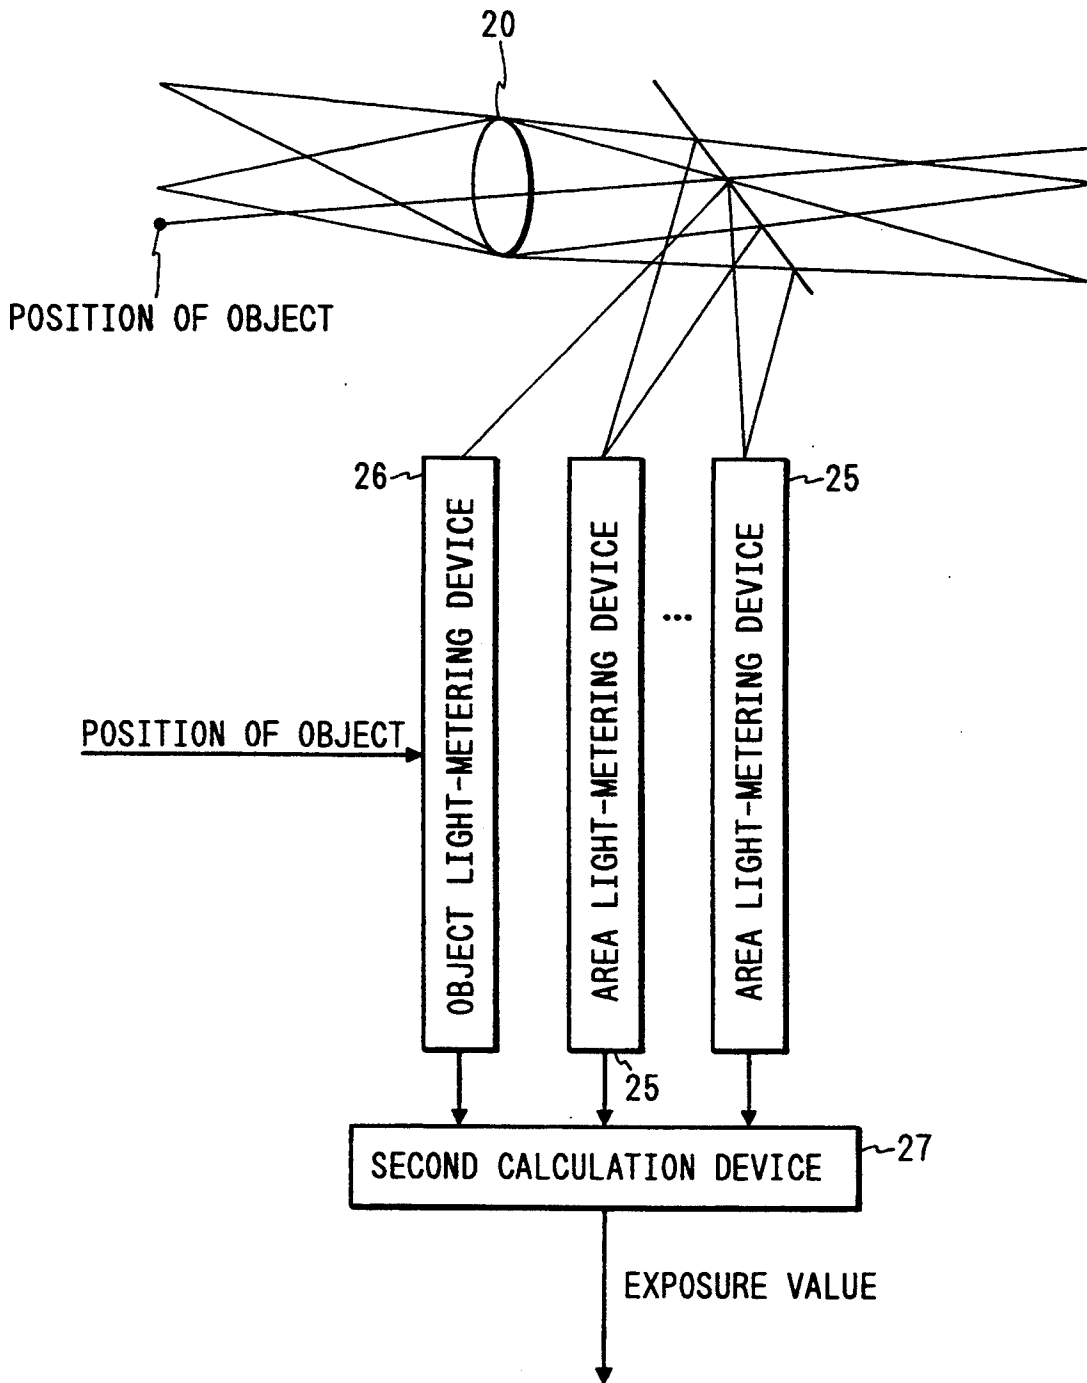 20
POSITION OF OBJECT
26
25
OBJECT LIGHT-METERING DEVICE
AREA LIGHT-METERING DEVICE
...
AREA LIGHT-METERING DEVICE
POSITION OF OBJECT
25
SECOND CALCULATION DEVICE
27
EXPOSURE VALUE